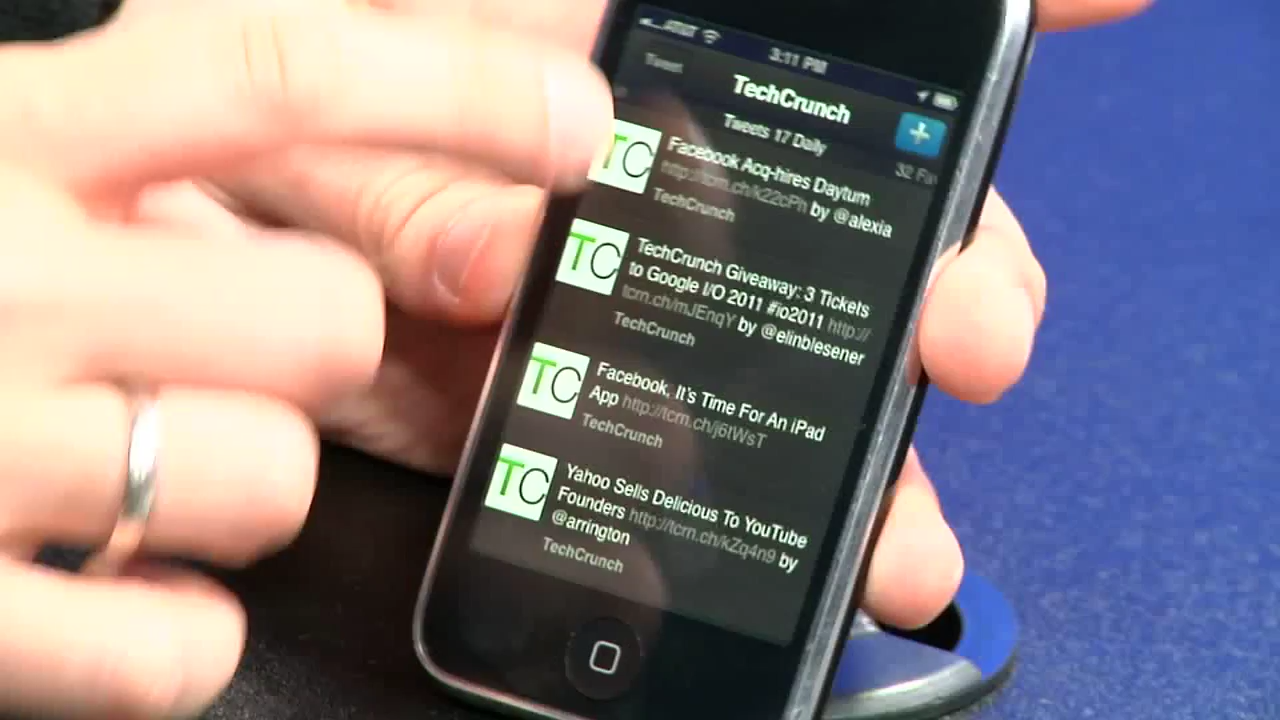 AT&T 3:11 PM
Tweet
TechCrunch
Tweets 17 Daily
32
TC
Facebook Acq-hires Daytum
http://tcrn.ch/k22cPh by @alexia
TechCrunch
TC
TechCrunch Giveaway: 3 Tickets
to Google I/O 2011 #io2011 http://
tcrn.ch/mJEnqY by @elinblesener
TechCrunch
TC
Facebook, It's Time For An iPad
App http://tcrn.ch/j6tWsT
TechCrunch
TC
Yahoo Sells Delicious To YouTube
Founders http://tcrn.ch/kZq4n9 by
@arrington
TechCrunch